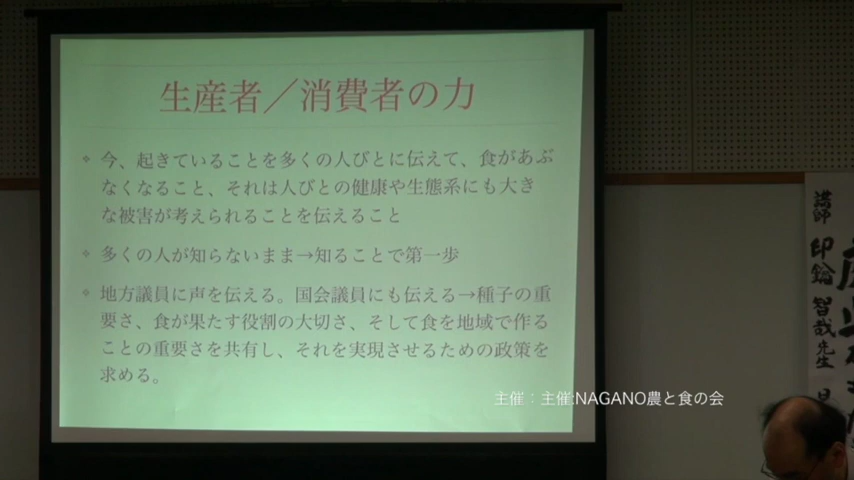 生産者／消費者の力
今、起きていることを多くの人びとに伝えて、食があぶ
なくなること、それは人びとの健康や生態系にも大き
な被害が考えられることを伝えること
多くの人が知らないまま→知ることで第一歩
地方議員に声を伝える。国会議員にも伝える→種子の重
要さ、食が果たす役割の大切さ、そして食を地域で作る
ことの重要さを共有し、それを実現させるための政策を
求める。
主催：主催:NAGANO農と食の会
講師 印鑰 智哉 先生